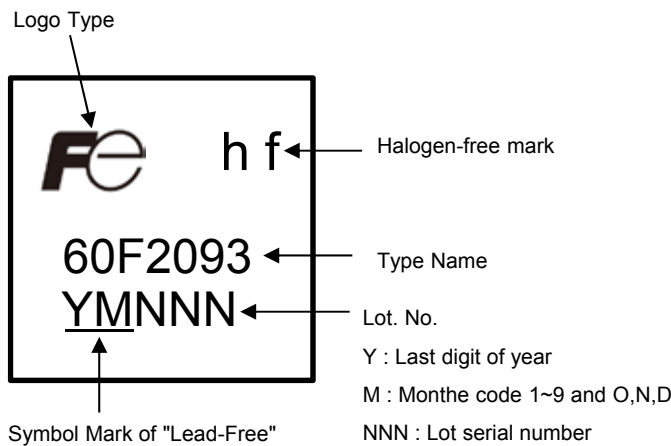 Logo Type
Fe
h f
Halogen-free mark
60F2093
Type Name
YMNNN
Lot. No.
Y : Last digit of year
M : Monthe code 1~9 and O,N,D
Symbol Mark of "Lead-Free"
NNN : Lot serial number